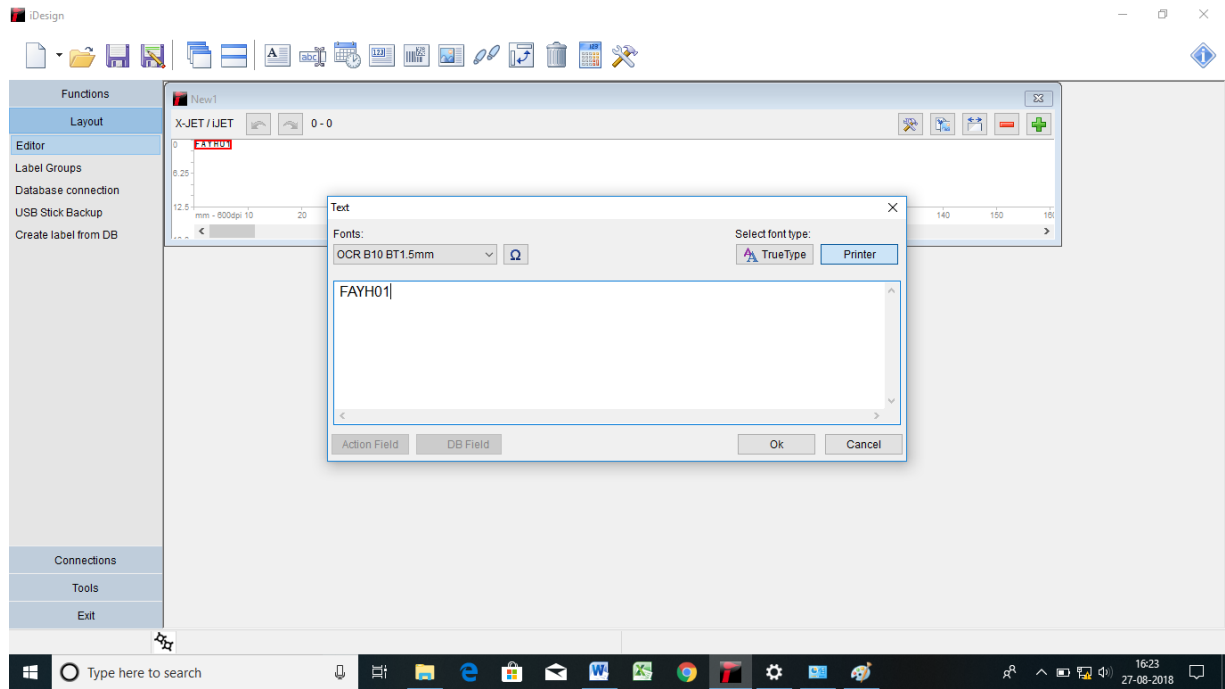 iDesign
Functions
Layout
Editor
Label Groups
Database connection
USB Stick Backup
Create label from DB
New1
X-JET / iJET
0 - 0
0
FAYH01
6.25
12.5
mm - 600dpi 10
20
140
150
160
Text
Fonts:
OCR B10 BT1.5mm
Ω
Select font type:
TrueType
Printer
FAYH01
Action Field
DB Field
Ok
Cancel
Connections
Tools
Exit
Type here to search
16:23
27-08-2018